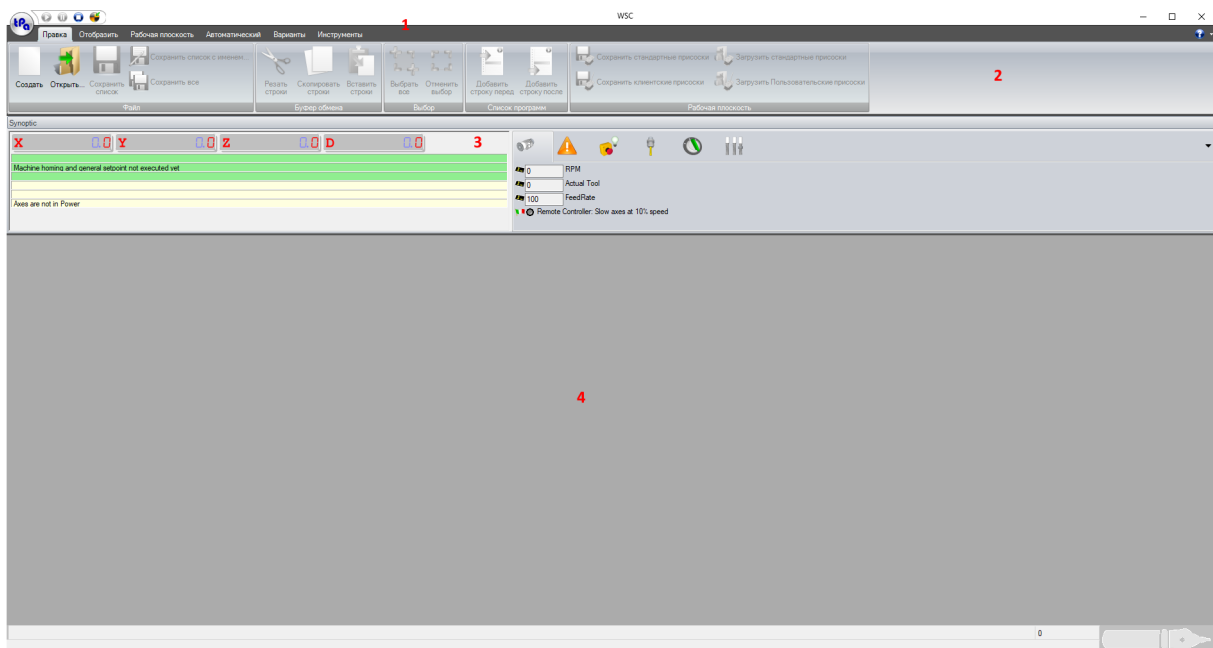 WSC
tPa
1
Правка Отобразить Рабочая плоскость Автоматический Варианты Инструменты
Создать Открыть... Сохранить список Сохранить список с именем... Сохранить все
Файл
Резать строки Скопировать строки Вставить строки
Буфер обмена
Выбрать все Отменить выбор
Выбор
Добавить строку перед Добавить строку после
Список программ
Сохранить стандартные присоски Загрузить стандартные присоски
Сохранить клиентские присоски Загрузить Пользовательские присоски
Рабочая плоскость
2
Synoptic
X 0.0 Y 0.0 Z 0.0 D 0.0 3
Machine homing and general setpoint not executed yet
Axes are not in Power
0 RPM
0 Actual Tool
100 FeedRate
Remote Controller: Slow axes at 10% speed
4
0